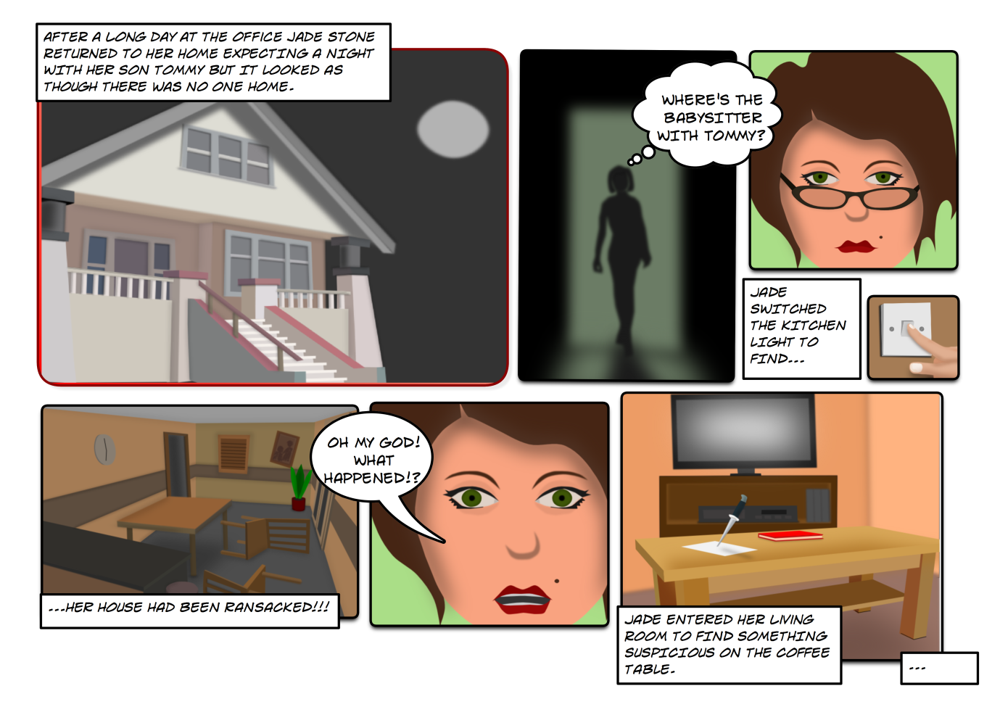 AFTER A LONG DAY AT THE OFFICE JADE STONE
RETURNED TO HER HOME EXPECTING A NIGHT
WITH HER SON TOMMY BUT IT LOOKED AS
THOUGH THERE WAS NO ONE HOME.
WHERE'S THE
BABYSITTER
WITH TOMMY?
JADE
SWITCHED
THE KITCHEN
LIGHT TO
FIND...
...HER HOUSE HAD BEEN RANSACKED!!!
OH MY GOD!
WHAT
HAPPENED!?
JADE ENTERED HER LIVING
ROOM TO FIND SOMETHING
SUSPICIOUS ON THE COFFEE
TABLE.
...